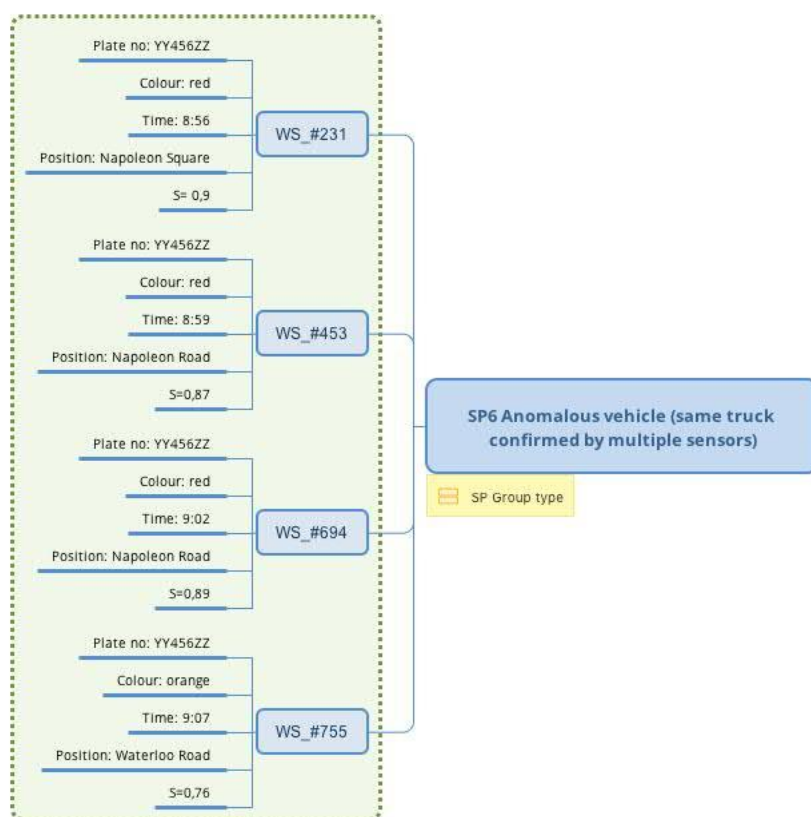 Plate no: YY456ZZ
Colour: red
Time: 8:56
Position: Napoleon Square
S= 0,9
WS_#231
Plate no: YY456ZZ
Colour: red
Time: 8:59
Position: Napoleon Road
S=0,87
WS_#453
Plate no: YY456ZZ
Colour: red
Time: 9:02
Position: Napoleon Road
S=0,89
WS_#694
Plate no: YY456ZZ
Colour: orange
Time: 9:07
Position: Waterloo Road
S=0,76
WS_#755
SP6 Anomalous vehicle (same truck
confirmed by multiple sensors)
SP Group type